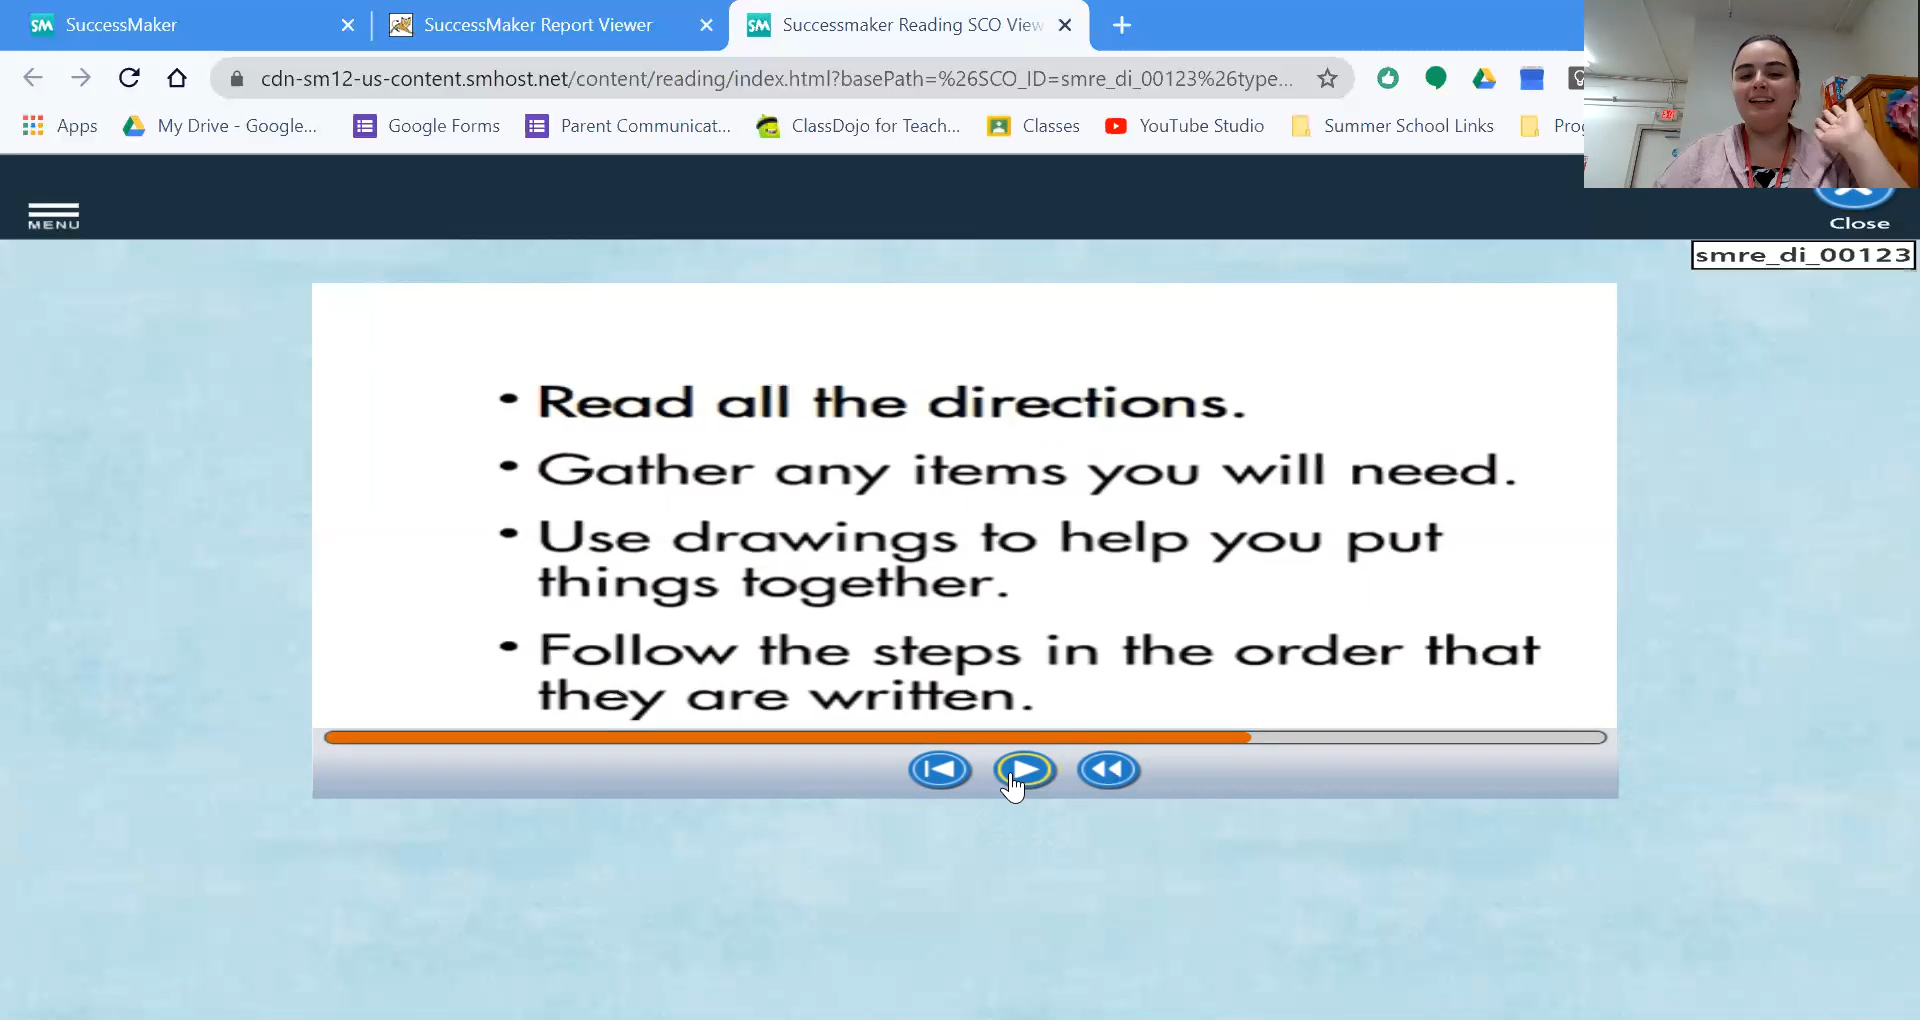 SuccessMaker
SuccessMaker Report Viewer
Successmaker Reading SCO View
cdn-sm12-us-content.smhost.net/content/reading/index.html?basePath=%26SCO_ID=smre_di_00123%26type...
Apps
My Drive - Google...
Google Forms
Parent Communicat...
ClassDojo for Teach...
Classes
YouTube Studio
Summer School Links
MENU
Close
smre_di_00123
• Read all the directions.
• Gather any items you will need.
• Use drawings to help you put
things together.
• Follow the steps in the order that
they are written.